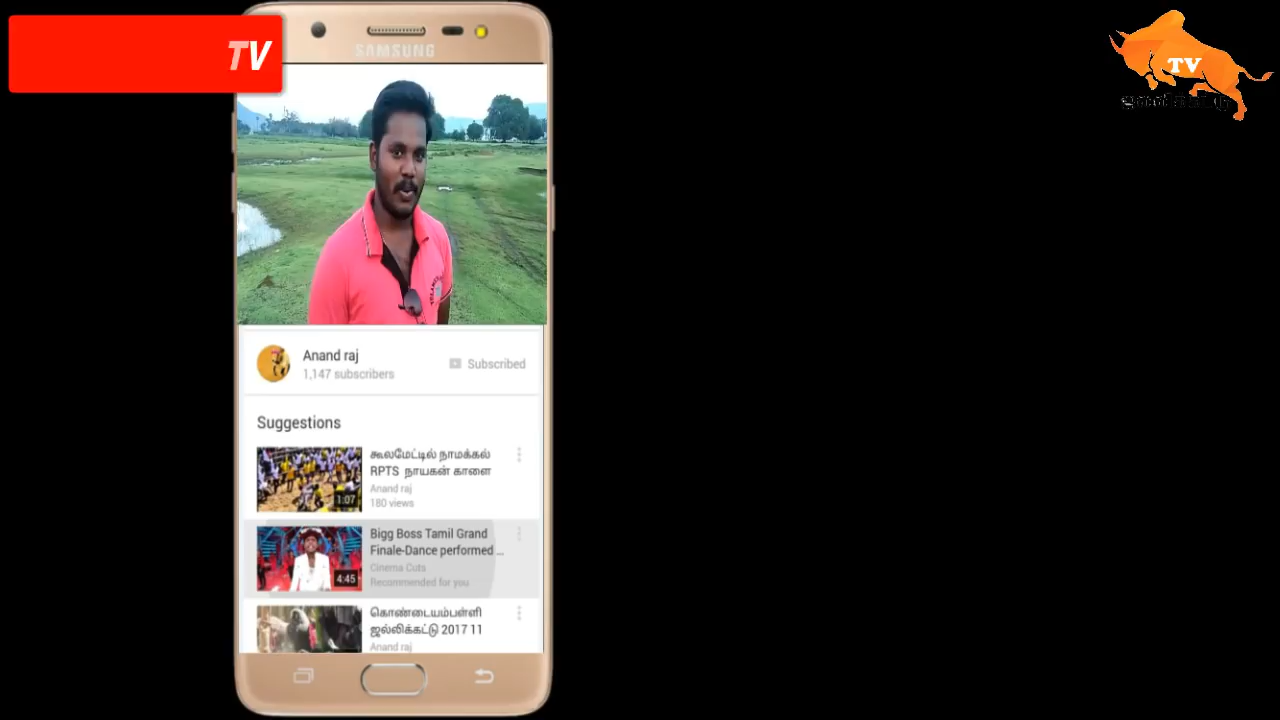 TV
SAMSUNG
TV
Anand raj
1,147 subscribers
Subscribed
Suggestions
கூலமேட்டில் நாமக்கல்
RPTS நாயகன் காளை
Anand raj
180 views
1:07
Bigg Boss Tamil Grand
Finale-Dance performed ...
Cinema Cuts
Recommended for you
4:45
கொண்டையம்பள்ளி
ஜல்லிக்கட்டு 2017 11
Anand raj